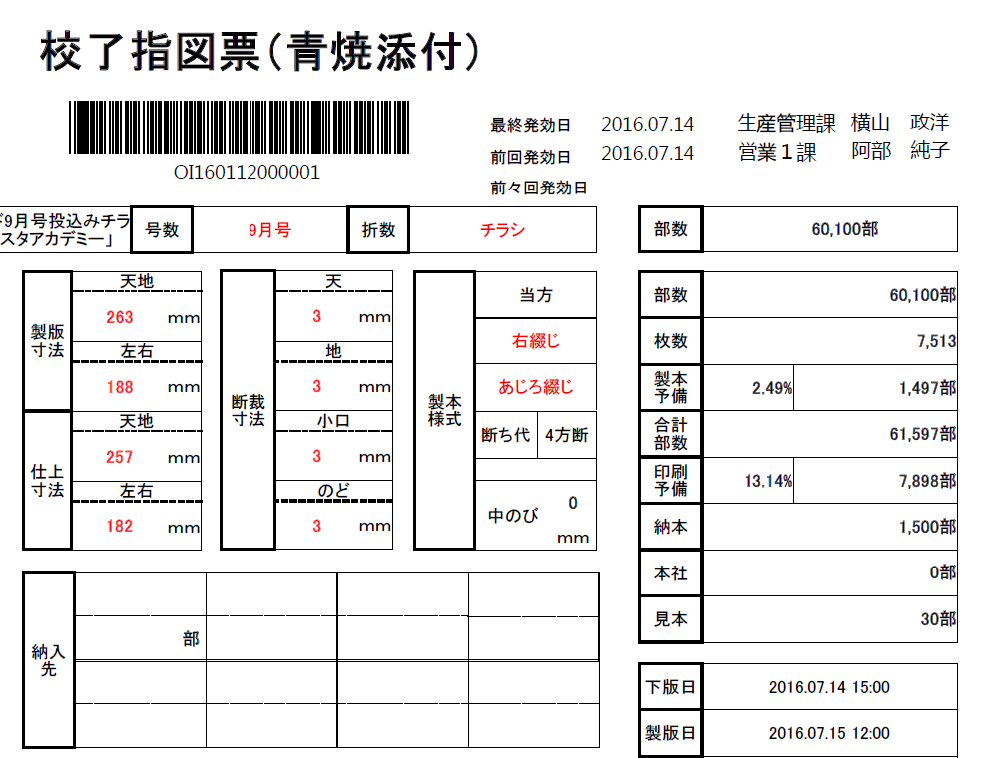 校了指図票(青焼添付)
OI160112000001
最終発効日 2016.07.14 生産管理課 横山 政洋
前回発効日 2016.07.14 営業1課 阿部 純子
前々回発効日
9月号投込みチラ
スタアカデミー」
号数 9月号 折数 チラシ
部数 60,100部
製版
寸法
天地
263 mm
左右
188 mm
仕上
寸法
天地
257 mm
左右
182 mm
断裁
寸法
天
3 mm
地
3 mm
小口
3 mm
のど
3 mm
製本
様式
当方
右綴じ
あじろ綴じ
断ち代 4方断
中のび 0
mm
部数 60,100部
枚数 7,513
製本
予備
2.49% 1,497部
合計
部数
61,597部
印刷
予備
13.14% 7,898部
納本 1,500部
本社 0部
見本 30部
納入
先
部
下版日 2016.07.14 15:00
製版日 2016.07.15 12:00